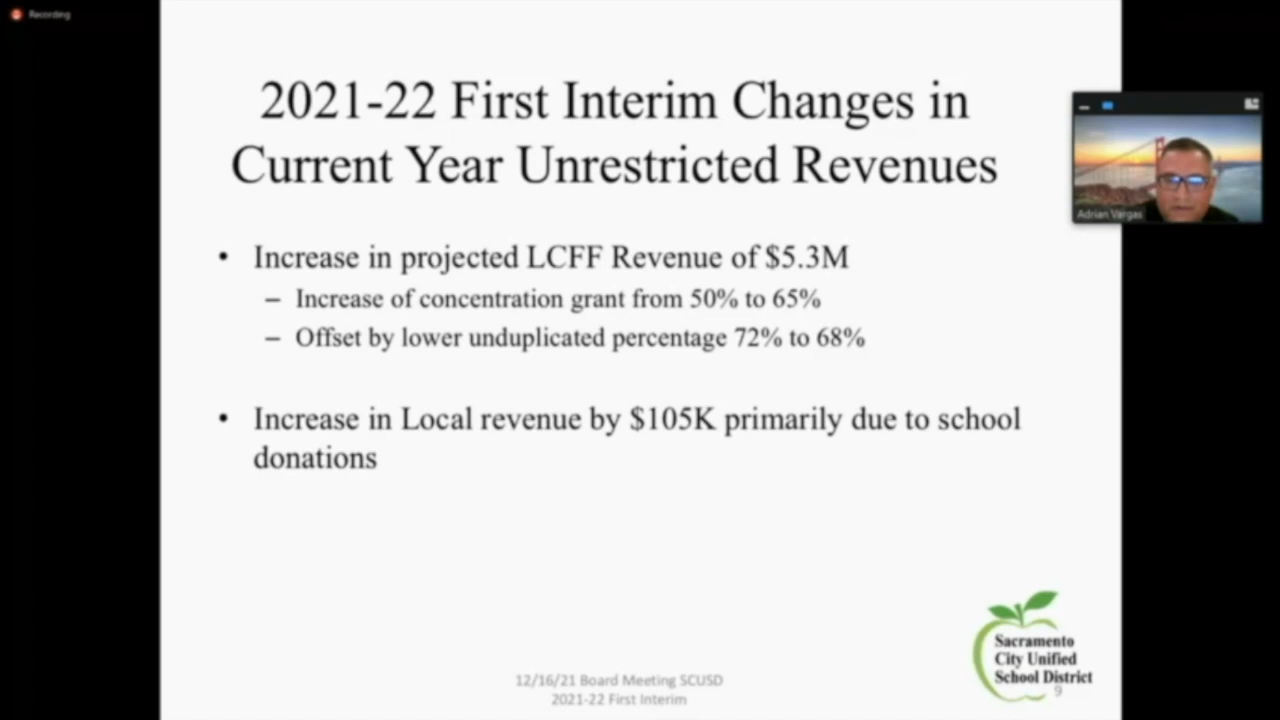 Recording
2021-22 First Interim Changes in
Current Year Unrestricted Revenues
• Increase in projected LCFF Revenue of $5.3M
– Increase of concentration grant from 50% to 65%
– Offset by lower unduplicated percentage 72% to 68%
• Increase in Local revenue by $105K primarily due to school
donations
Adrian Vargas
12/16/21 Board Meeting SCUSD
2021-22 First Interim
Sacramento
City Unified
School District
9